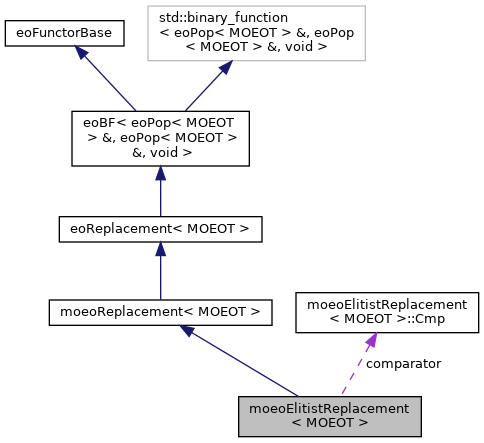 eoFunctorBase
std::binary_function
< eoPop< MOEOT > &, eoPop
< MOEOT > &, void >
eoBF< eoPop< MOEOT
> &, eoPop< MOEOT >
&, void >
eoReplacement< MOEOT >
moeoReplacement< MOEOT >
moeoElitistReplacement
< MOEOT >::Cmp
comparator
moeoElitistReplacement
< MOEOT >